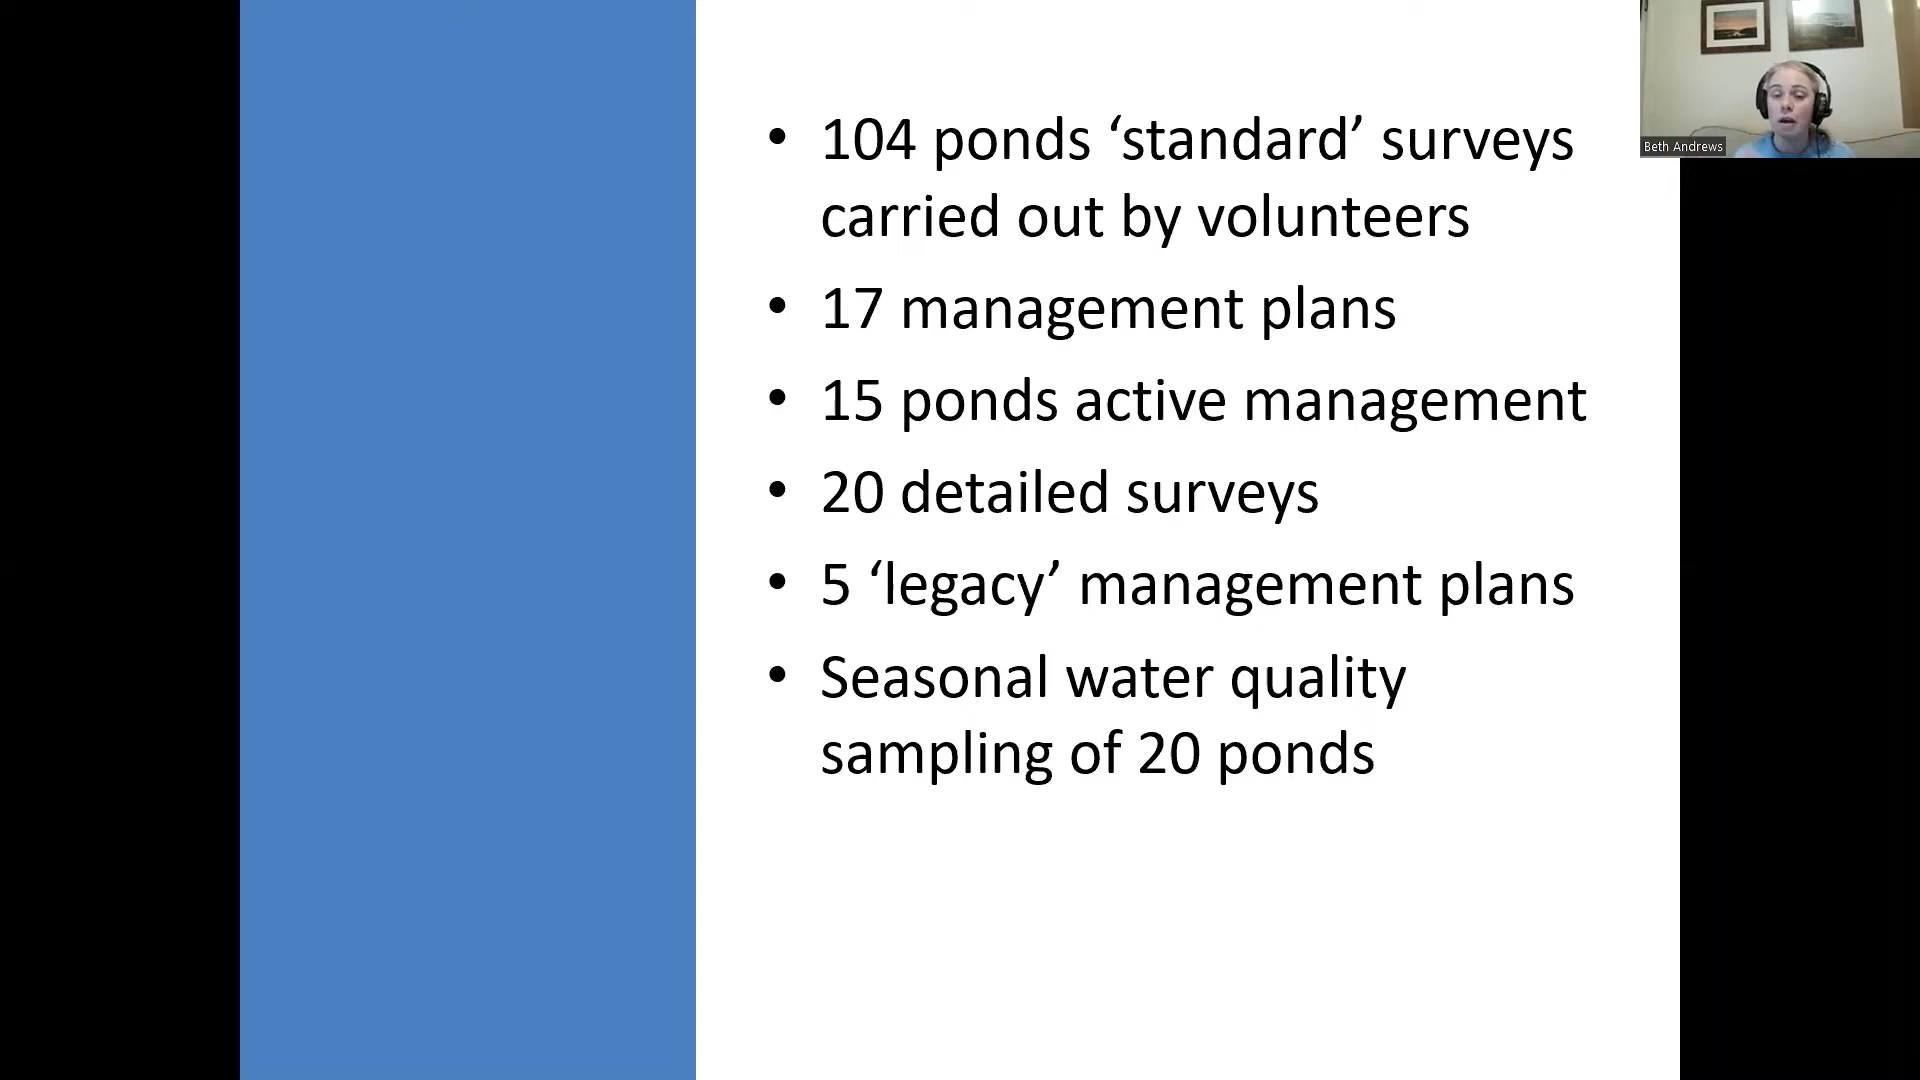 • 104 ponds ‘standard’ surveys
carried out by volunteers
• 17 management plans
• 15 ponds active management
• 20 detailed surveys
• 5 ‘legacy’ management plans
• Seasonal water quality
sampling of 20 ponds
Beth Andrews